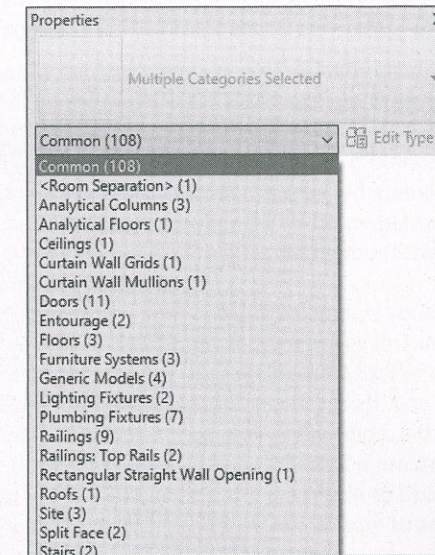 Properties
Multiple Categories Selected
Common (108)
Edit Type
Common (108)
<Room Separation> (1)
Analytical Columns (3)
Analytical Floors (1)
Ceilings (1)
Curtain Wall Grids (1)
Curtain Wall Mullions (1)
Doors (11)
Entourage (2)
Floors (3)
Furniture Systems (3)
Generic Models (4)
Lighting Fixtures (2)
Plumbing Fixtures (7)
Railings (9)
Railings: Top Rails (2)
Rectangular Straight Wall Opening (1)
Roofs (1)
Site (3)
Split Face (2)
Stairs (2)